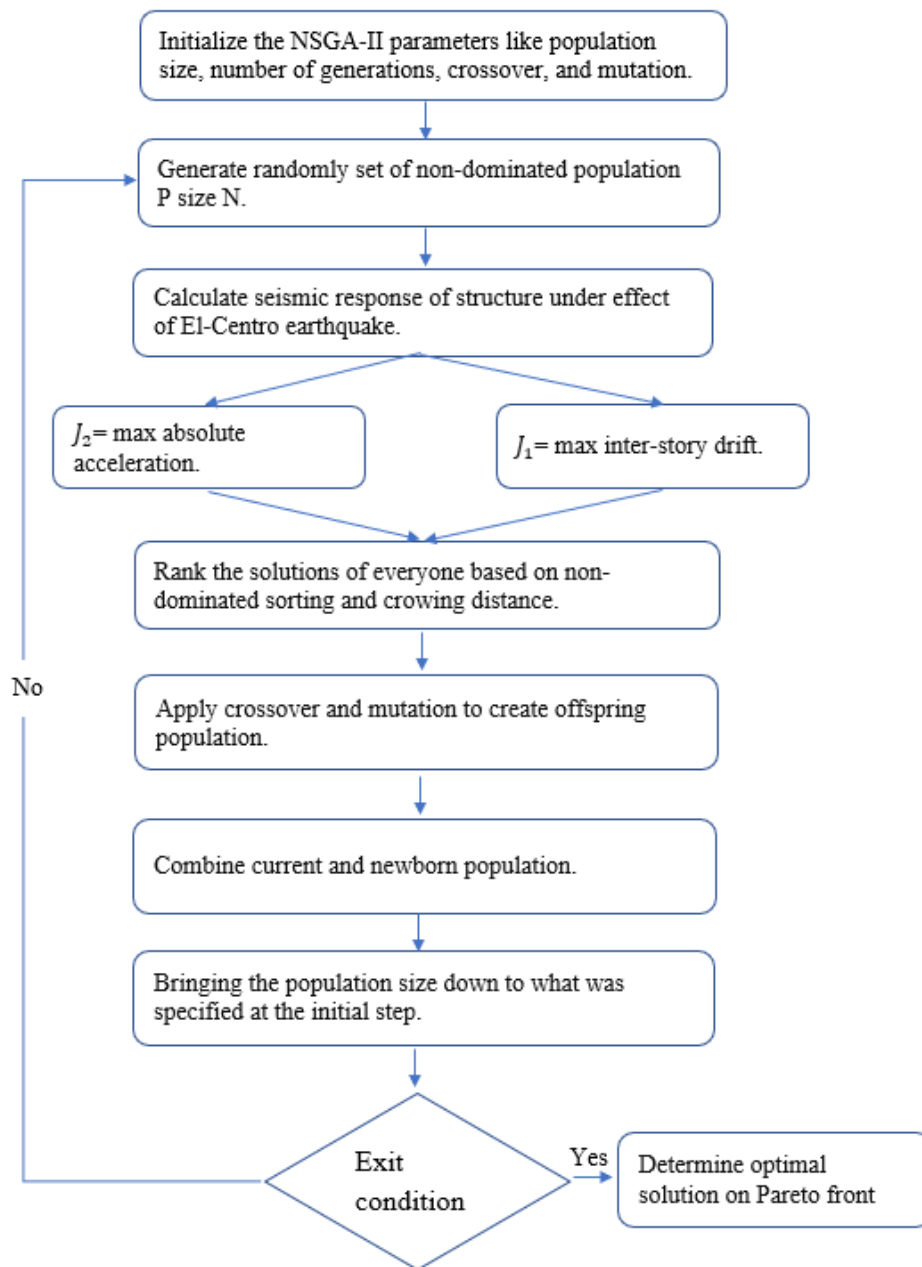 Initialize the NSGA-II parameters like population
size, number of generations, crossover, and mutation.
Generate randomly set of non-dominated population
P size N.
Calculate seismic response of structure under effect
of El-Centro earthquake.
J₂= max absolute
acceleration.
J₁= max inter-story drift.
Rank the solutions of everyone based on non-
dominated sorting and crowing distance.
No
Apply crossover and mutation to create offspring
population.
Combine current and newborn population.
Bringing the population size down to what was
specified at the initial step.
Exit
condition
Yes
Determine optimal
solution on Pareto front